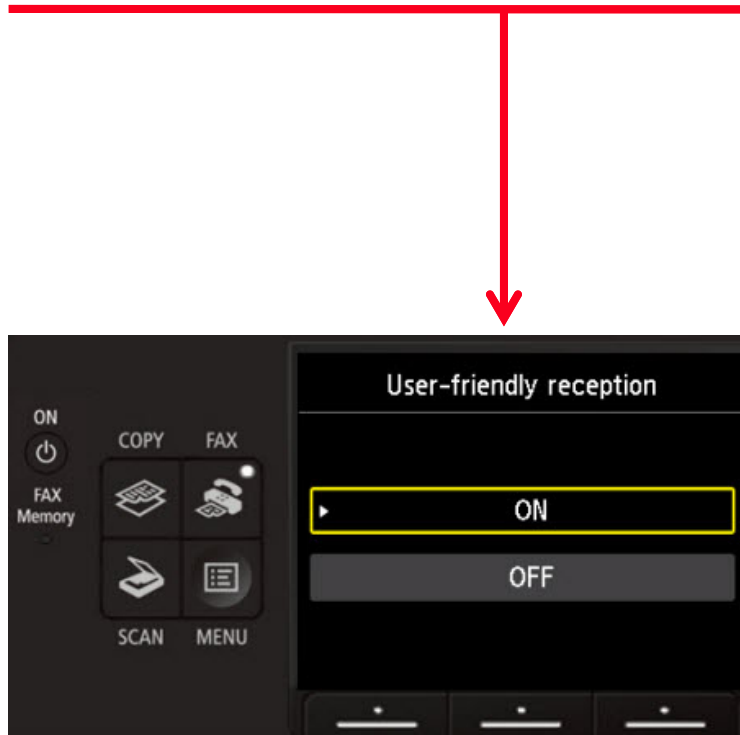 User-friendly reception
ON
COPY FAX
FAX
Memory
ON
OFF
SCAN MENU